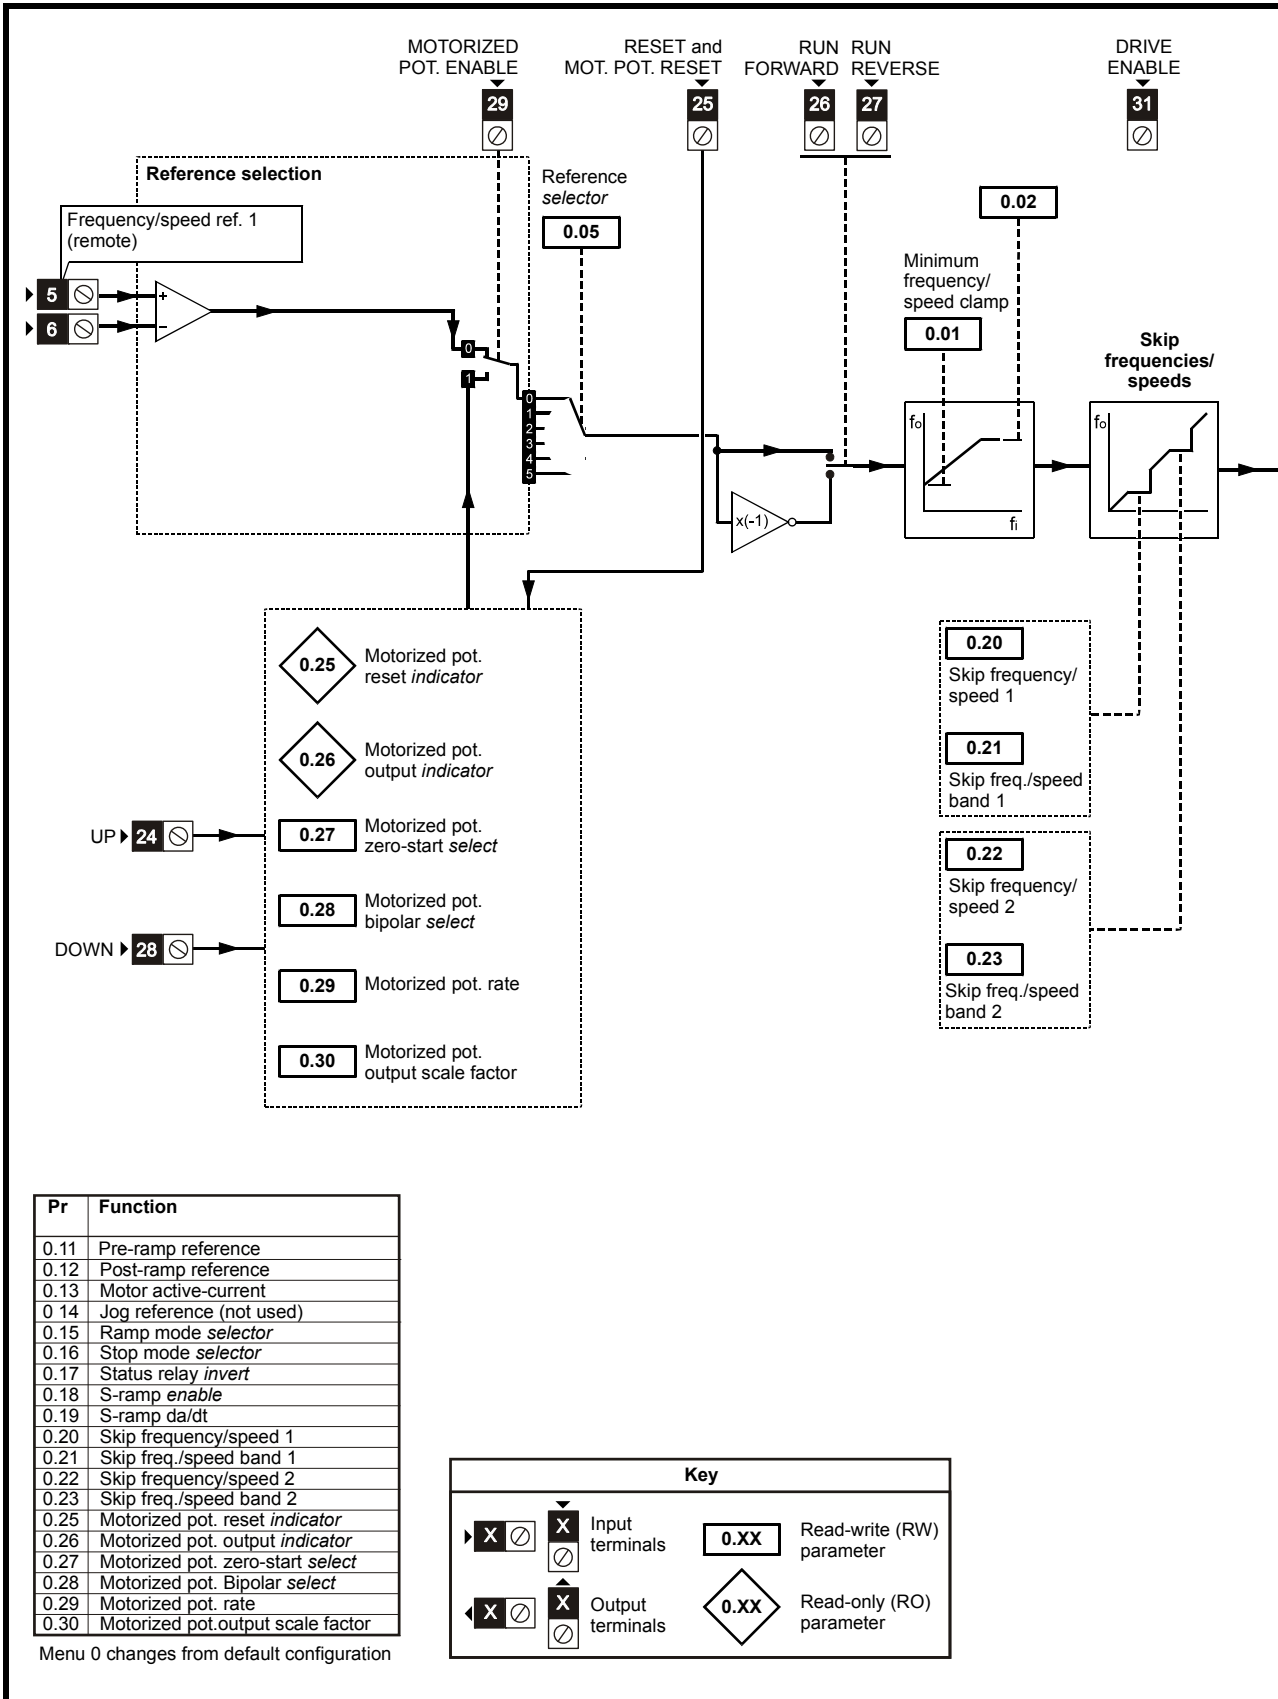 MOTORIZED
POT. ENABLE
29
RESET and
MOT. POT. RESET
25
RUN
FORWARD
26
RUN
REVERSE
27
DRIVE
ENABLE
31
Reference selection
Frequency/speed ref. 1
(remote)
5
6
+
–
0
1
Reference
selector
0.05
0
1
2
3
4
5
x(-1)
Minimum
frequency/
speed clamp
0.01
0.02
fo
fi
Skip
frequencies/
speeds
fo
0.25
Motorized pot.
reset indicator
0.26
Motorized pot.
output indicator
UP
24
0.27
Motorized pot.
zero-start select
0.28
Motorized pot.
bipolar select
DOWN
28
0.29
Motorized pot. rate
0.30
Motorized pot.
output scale factor
0.20
Skip frequency/
speed 1
0.21
Skip freq./speed
band 1
0.22
Skip frequency/
speed 2
0.23
Skip freq./speed
band 2
Pr Function
0.11 Pre-ramp reference
0.12 Post-ramp reference
0.13 Motor active-current
0 14 Jog reference (not used)
0.15 Ramp mode selector
0.16 Stop mode selector
0.17 Status relay invert
0.18 S-ramp enable
0.19 S-ramp da/dt
0.20 Skip frequency/speed 1
0.21 Skip freq./speed band 1
0.22 Skip frequency/speed 2
0.23 Skip freq./speed band 2
0.25 Motorized pot. reset indicator
0.26 Motorized pot. output indicator
0.27 Motorized pot. zero-start select
0.28 Motorized pot. Bipolar select
0.29 Motorized pot. rate
0.30 Motorized pot.output scale factor
Menu 0 changes from default configuration
Key
X
X
Input
terminals
0.XX
Read-write (RW)
parameter
X
X
Output
terminals
0.XX
Read-only (RO)
parameter